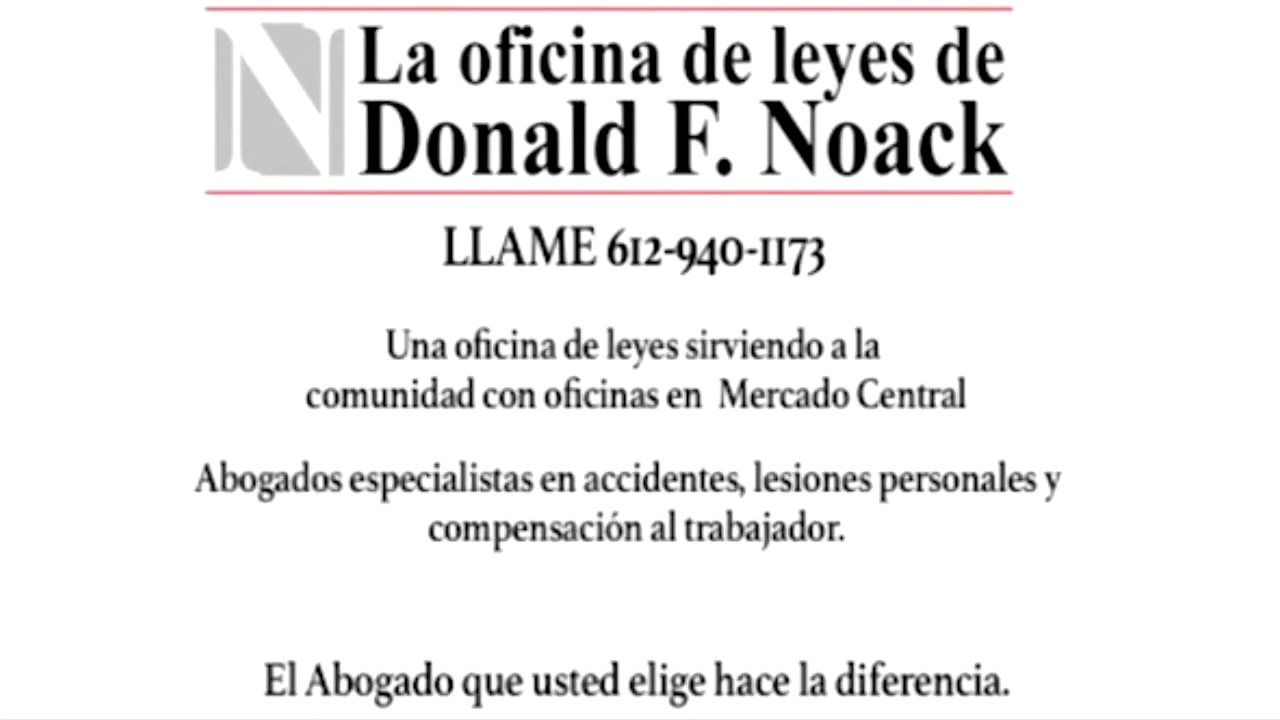 N
La oficina de leyes de
Donald F. Noack
LLAME 612-940-1173
Una oficina de leyes sirviendo a la
comunidad con oficinas en Mercado Central
Abogados especialistas en accidentes, lesiones personales y
compensación al trabajador.
El Abogado que usted elige hace la diferencia.